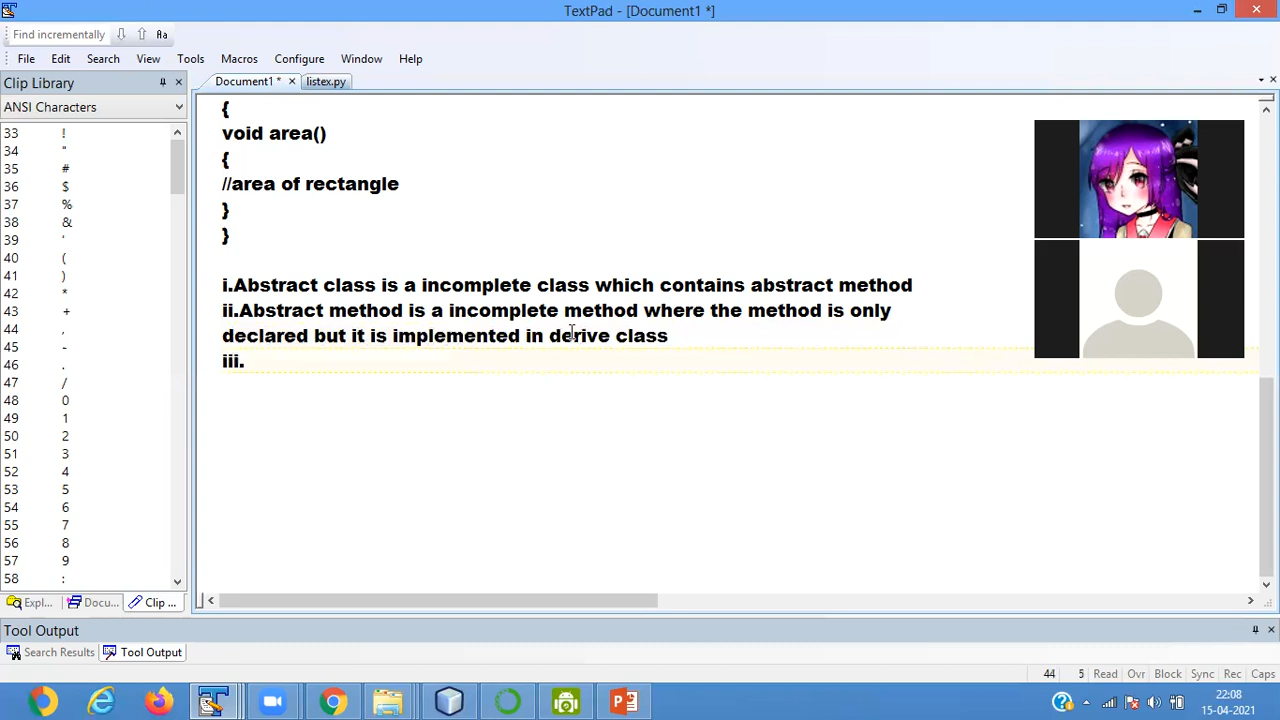 TextPad - [Document1 *]
Find incrementally
Aa
File Edit Search View Tools Macros Configure Window Help
Clip Library
Document1 * listex.py
ANSI Characters
33 !
34 "
35 #
36 $
37 %
38 &
39 '
40 (
41 )
42 *
43 +
44 ,
45 -
46 .
47 /
48 0
49 1
50 2
51 3
52 4
53 5
54 6
55 7
56 8
57 9
58 :
{
void area()
{
//area of rectangle
}
}
i.Abstract class is a incomplete class which contains abstract method
ii.Abstract method is a incomplete method where the method is only
declared but it is implemented in derive class
iii.
Expl... Docu... Clip ...
Tool Output
Search Results Tool Output
44 5 Read Ovr Block Sync Rec Caps
22:08
15-04-2021